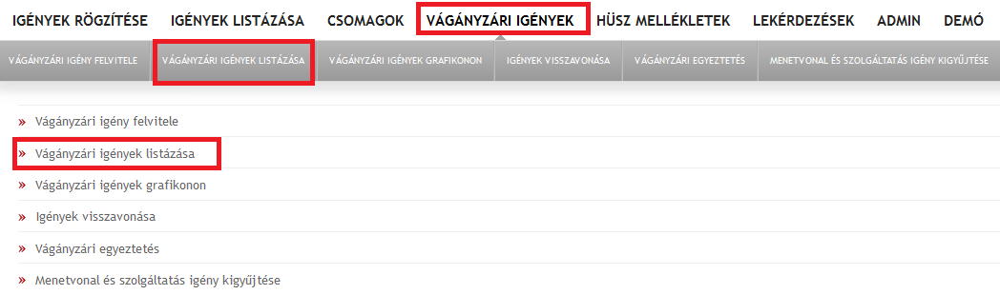 IGÉNYEK RÖGZÍTÉSE IGÉNYEK LISTÁZÁSA CSOMAGOK VÁGÁNYZÁRI IGÉNYEK HÜSZ MELLÉKLETEK LEKÉRDEZÉSEK ADMIN DEMÓ
VÁGÁNYZÁRI IGÉNY FELVITELE VÁGÁNYZÁRI IGÉNYEK LISTÁZÁSA VÁGÁNYZÁRI IGÉNYEK GRAFIKONON IGÉNYEK VISSZAVONÁSA VÁGÁNYZÁRI EGYEZTETÉS MENETVONAL ÉS SZOLGÁLTATÁS IGÉNY KIGYŰJTÉSE
» Vágányzári igény felvitele
» Vágányzári igények listázása
» Vágányzári igények grafikonon
» Igények visszavonása
» Vágányzári egyeztetés
» Menetvonal és szolgáltatás igény kigyűjtése